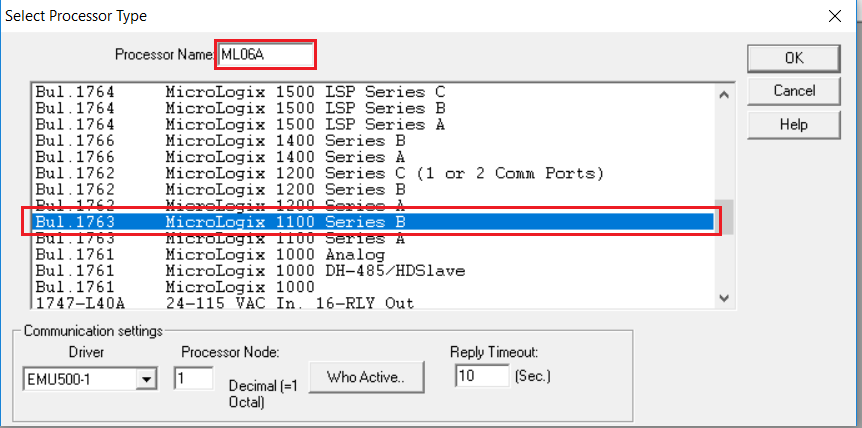 Select Processor Type
Processor Name: ML06A
OK
Cancel
Help
Bul.1764 MicroLogix 1500 LSP Series C
Bul.1764 MicroLogix 1500 LSP Series B
Bul.1764 MicroLogix 1500 LSP Series A
Bul.1766 MicroLogix 1400 Series B
Bul.1766 MicroLogix 1400 Series A
Bul.1762 MicroLogix 1200 Series C (1 or 2 Comm Ports)
Bul.1762 MicroLogix 1200 Series B
Bul.1762 MicroLogix 1200 Series A
Bul.1763 MicroLogix 1100 Series B
Bul.1763 MicroLogix 1100 Series A
Bul.1761 MicroLogix 1000 Analog
Bul.1761 MicroLogix 1000 DH-485/HDSlave
Bul.1761 MicroLogix 1000
1747-L40A 24-115 VAC In. 16-RLY Out
Communication settings
Driver
EMU500-1
Processor Node:
1
Decimal (=1
Octal)
Who Active..
Reply Timeout:
10 (Sec.)